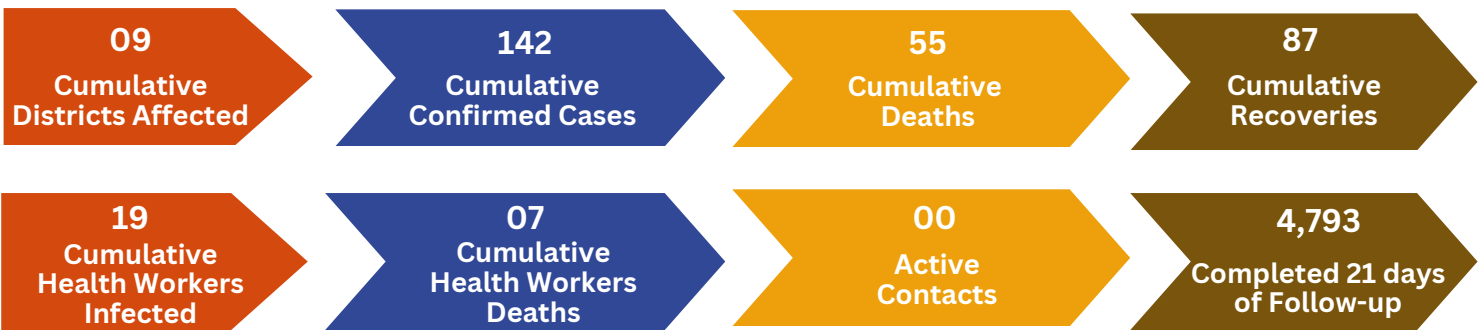 09
Cumulative
Districts Affected
142
Cumulative
Confirmed Cases
55
Cumulative
Deaths
87
Cumulative
Recoveries
19
Cumulative
Health Workers
Infected
07
Cumulative
Health Workers
Deaths
00
Active
Contacts
4,793
Completed 21 days
of Follow-up